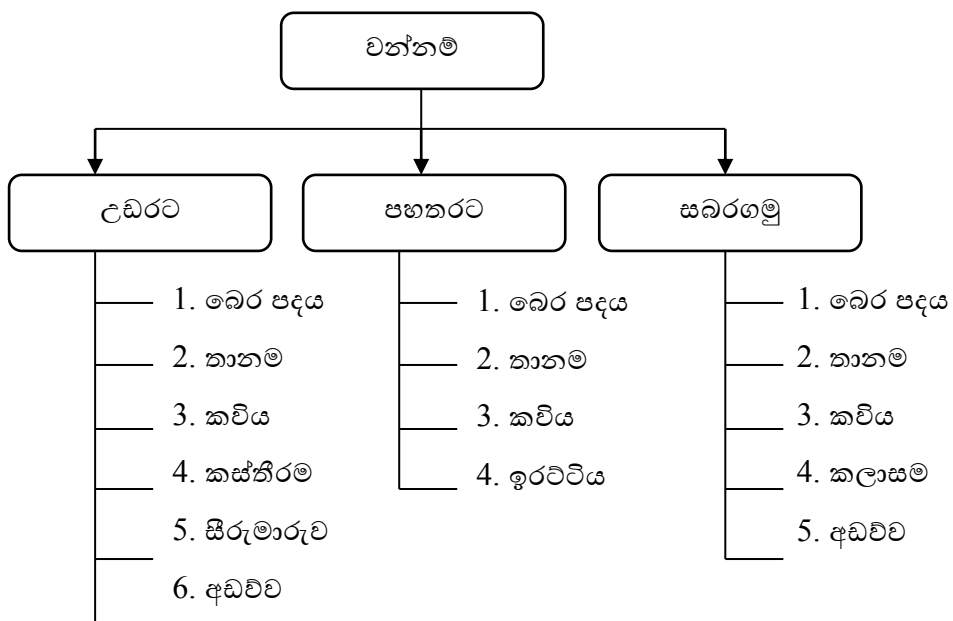 වන්නම්
උඩරට
1. බෙර පදය
2. තානම
3. කවිය
4. කස්තිරම
5. සීරුමාරුව
6. අඩව්ව
පහතරට
1. බෙර පදය
2. තානම
3. කවිය
4. ඉරට්ටිය
සබරගමු
1. බෙර පදය
2. තානම
3. කවිය
4. කලාසම
5. අඩව්ව